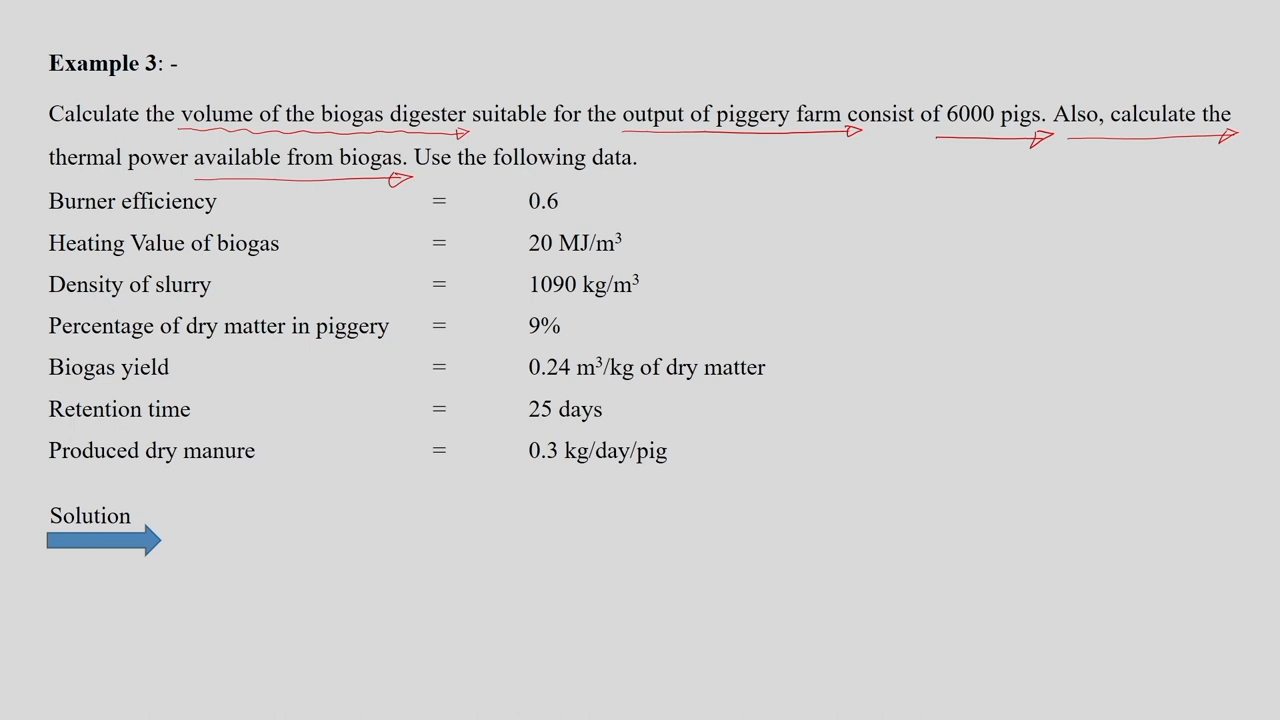 Example 3: -
Calculate the volume of the biogas digester suitable for the output of piggery farm consist of 6000 pigs. Also, calculate the
thermal power available from biogas. Use the following data.
Burner efficiency = 0.6
Heating Value of biogas = 20 MJ/m³
Density of slurry = 1090 kg/m³
Percentage of dry matter in piggery = 9%
Biogas yield = 0.24 m³/kg of dry matter
Retention time = 25 days
Produced dry manure = 0.3 kg/day/pig
Solution